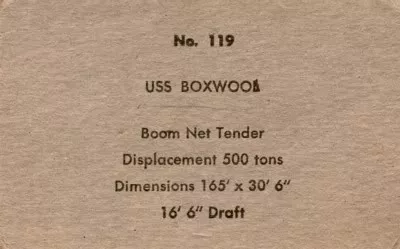 No. 119
USS BOXWOOD
Boom Net Tender
Displacement 500 tons
Dimensions 165' x 30' 6"
16' 6" Draft